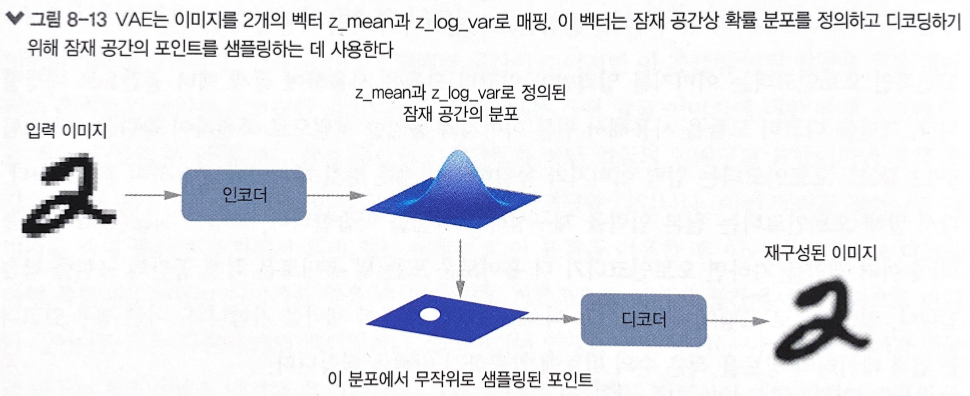 그림 8-13 VAE는 이미지를 2개의 벡터 z_mean과 z_log_var로 매핑. 이 벡터는 잠재 공간상 확률 분포를 정의하고 디코딩하기
위해 잠재 공간의 포인트를 샘플링하는 데 사용한다
z_mean과 z_log_var로 정의된
잠재 공간의 분포
입력 이미지
2
인코더
재구성된 이미지
디코더
2
이 분포에서 무작위로 샘플링된 포인트